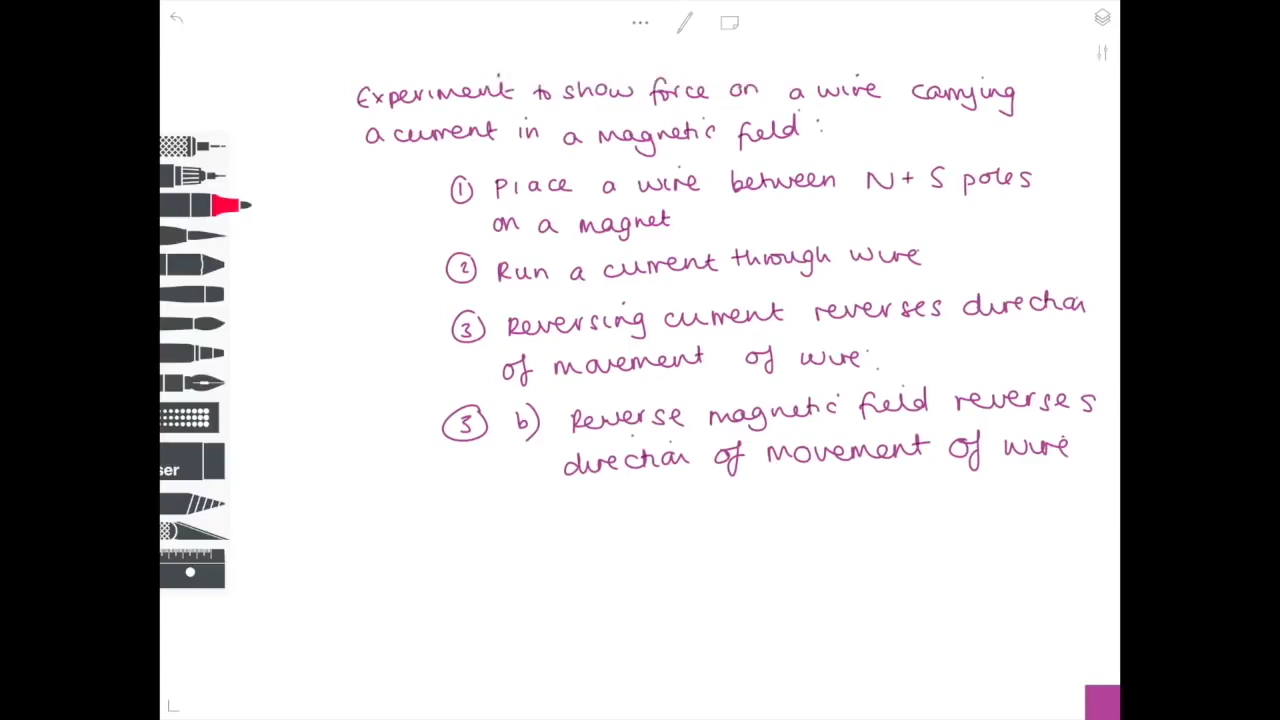 Experiment to show force on a wire carrying
a current in a magnetic field:
① Place a wire between N + S poles
on a magnet
② Run a current through wire
③ Reversing current reverses direction
of movement of wire.
③ b) Reverse magnetic field reverses
direction of movement of wire
ser